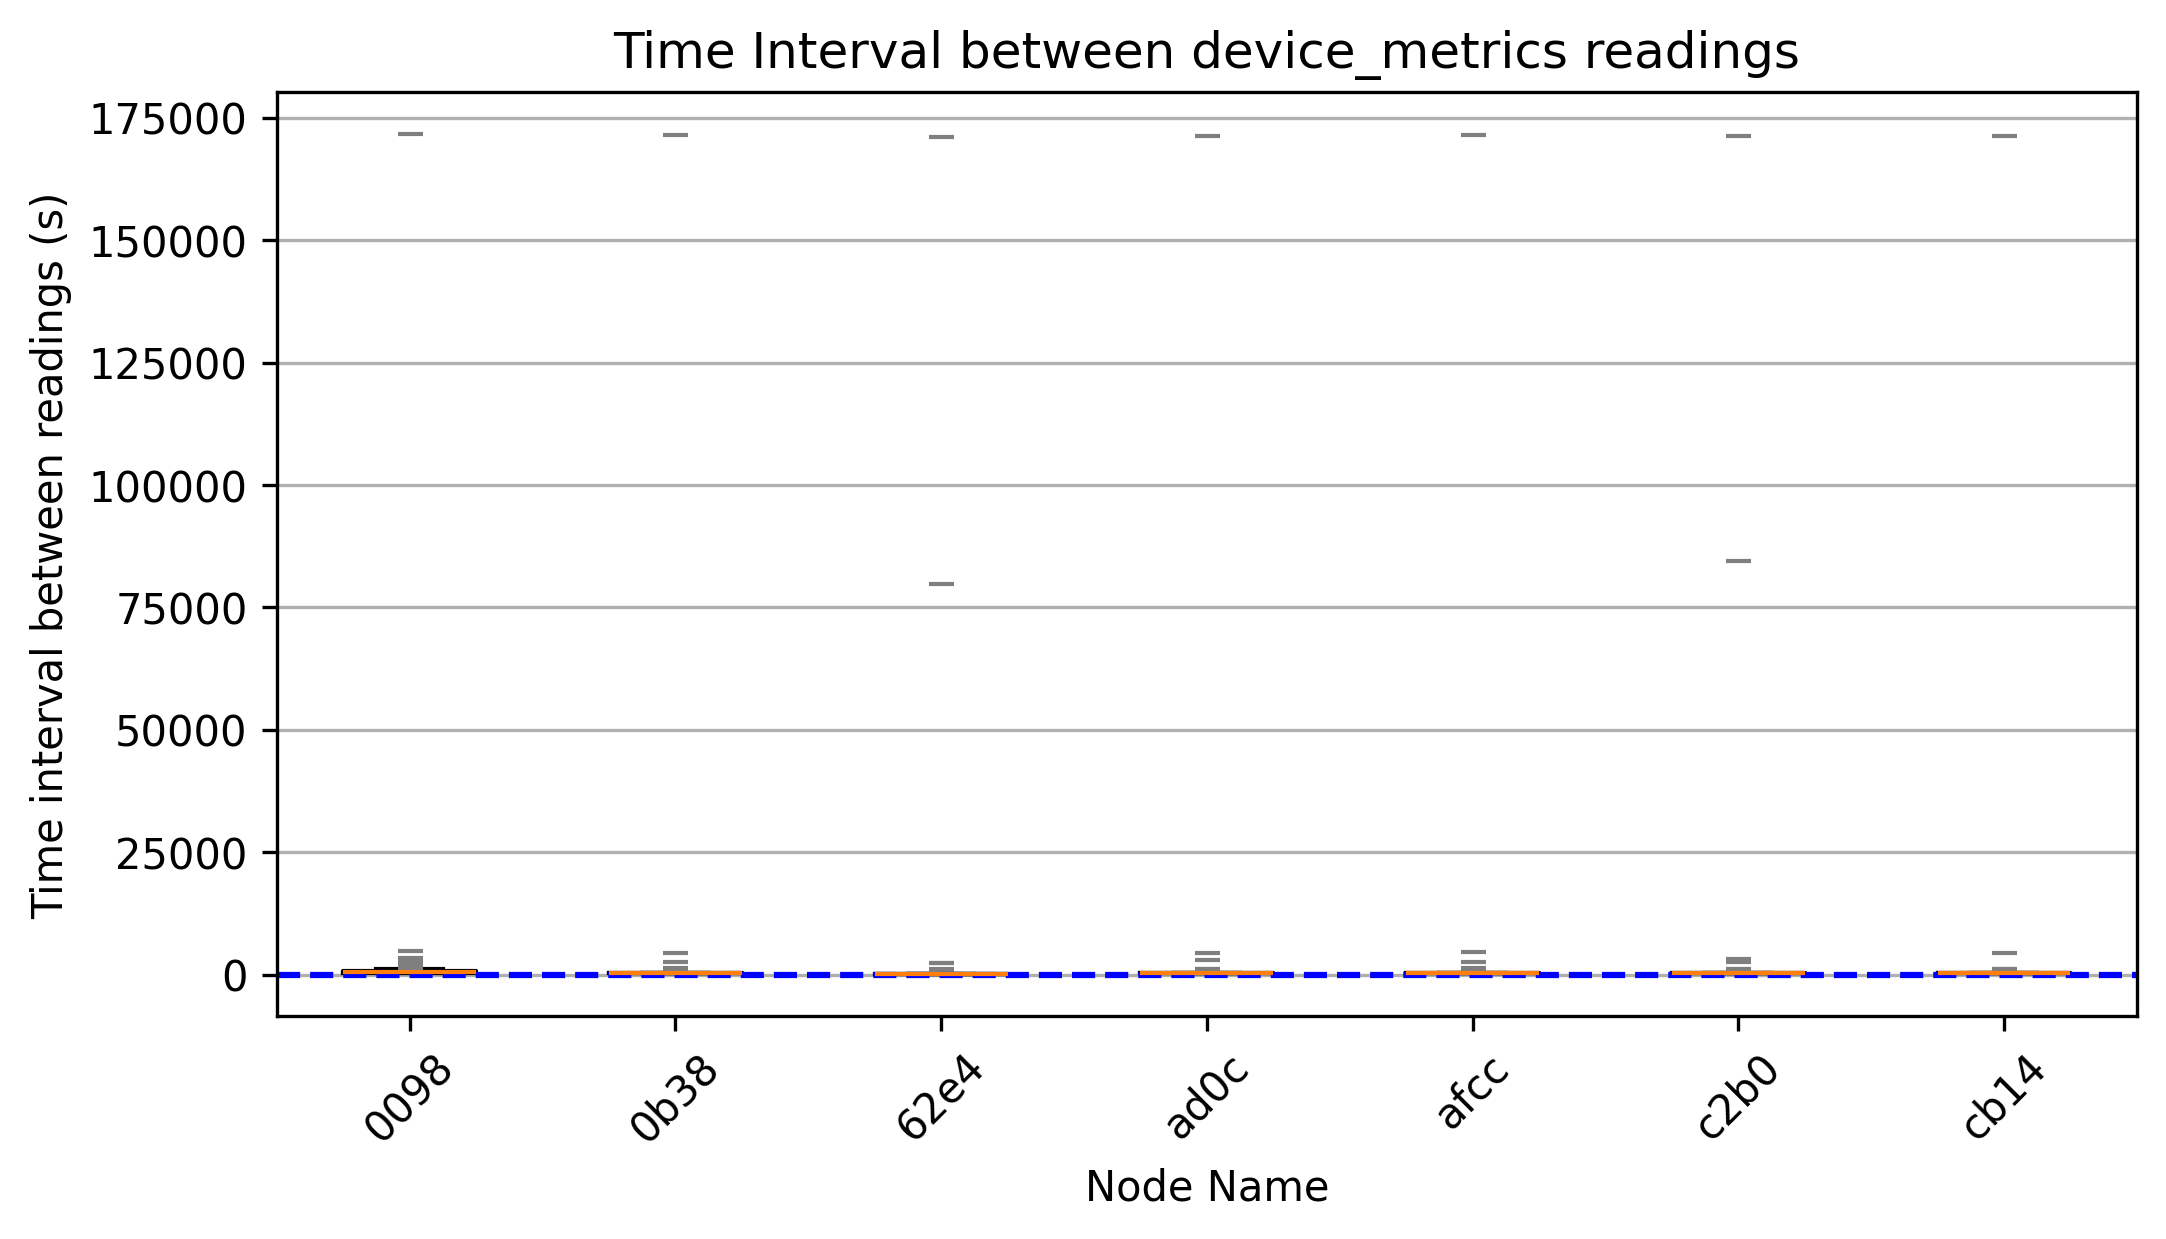 Time Interval between device_metrics readings
Time interval between readings (s)
175000
150000
125000
100000
75000
50000
25000
0
0098
0b38
62e4
ad0c
afcc
c2b0
cb14
Node Name